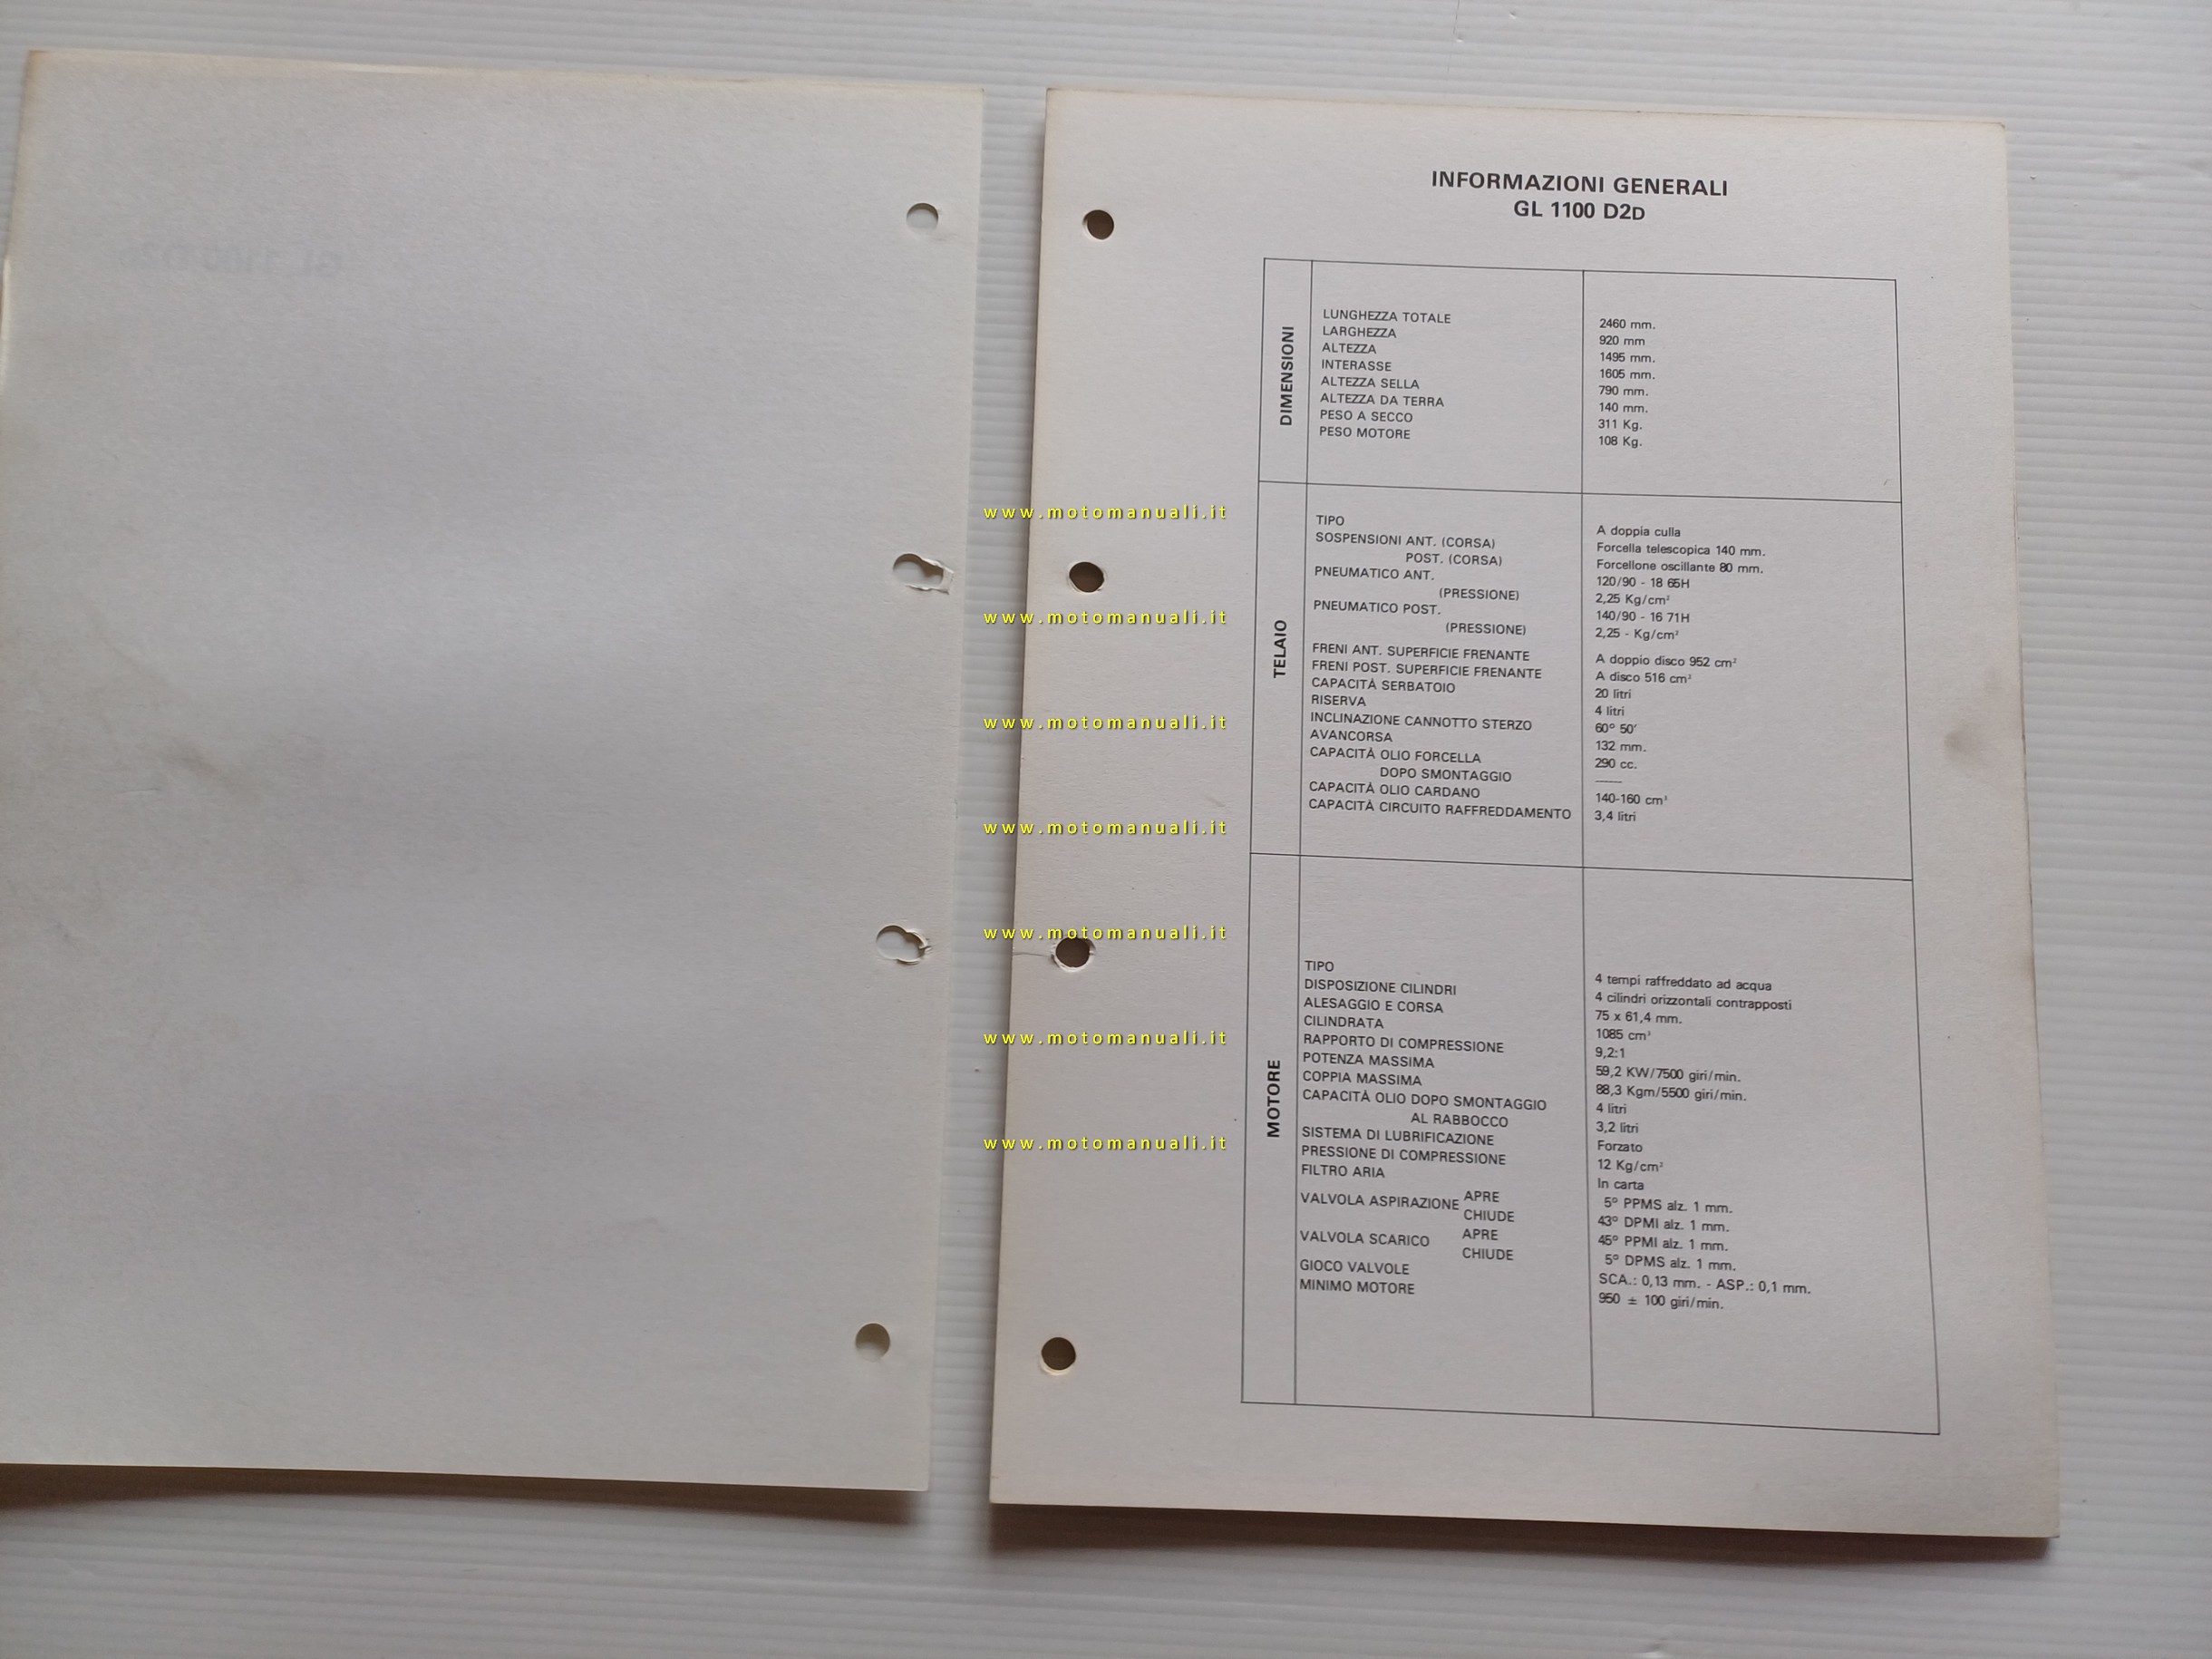 INFORMAZIONI GENERALI
GL 1100 D2D
DIMENSIONI
LUNGHEZZA TOTALE 2460 mm.
LARGHEZZA 920 mm
ALTEZZA 1495 mm.
INTERASSE 1605 mm.
ALTEZZA SELLA 790 mm.
ALTEZZA DA TERRA 140 mm.
PESO A SECCO 311 Kg.
PESO MOTORE 108 Kg.
TELAIO
TIPO A doppia culla
SOSPENSIONI ANT. (CORSA) Forcella telescopica 140 mm.
POST. (CORSA) Forcellone oscillante 80 mm.
PNEUMATICO ANT. 120/90 - 18 65H
(PRESSIONE) 2,25 Kg/cm²
PNEUMATICO POST. 140/90 - 16 71H
(PRESSIONE) 2,25 - Kg/cm²
FRENI ANT. SUPERFICIE FRENANTE A doppio disco 952 cm²
FRENI POST. SUPERFICIE FRENANTE A disco 516 cm²
CAPACITÀ SERBATOIO 20 litri
RISERVA 4 litri
INCLINAZIONE CANNOTTO STERZO 60° 50'
AVANCORSA 132 mm.
CAPACITÀ OLIO FORCELLA 290 cc.
DOPO SMONTAGGIO ——
CAPACITÀ OLIO CARDANO 140-160 cm³
CAPACITÀ CIRCUITO RAFFREDDAMENTO 3,4 litri
MOTORE
TIPO 4 tempi raffreddato ad acqua
DISPOSIZIONE CILINDRI 4 cilindri orizzontali contrapposti
ALESAGGIO E CORSA 75 x 61,4 mm.
CILINDRATA 1085 cm³
RAPPORTO DI COMPRESSIONE 9,2:1
POTENZA MASSIMA 59,2 KW/7500 giri/min.
COPPIA MASSIMA 88,3 Kgm/5500 giri/min.
CAPACITÀ OLIO DOPO SMONTAGGIO 4 litri
AL RABBOCCO 3,2 litri
SISTEMA DI LUBRIFICAZIONE Forzato
PRESSIONE DI COMPRESSIONE 12 Kg/cm²
FILTRO ARIA In carta
VALVOLA ASPIRAZIONE APRE 5° PPMS alz. 1 mm.
CHIUDE 43° DPMI alz. 1 mm.
VALVOLA SCARICO APRE 45° PPMI alz. 1 mm.
CHIUDE 5° DPMS alz. 1 mm.
GIOCO VALVOLE SCA.: 0,13 mm. - ASP.: 0,1 mm.
MINIMO MOTORE 950 ± 100 giri/min.
www.motomanuali.it
www.motomanuali.it
www.motomanuali.it
www.motomanuali.it
www.motomanuali.it
www.motomanuali.it
www.motomanuali.it